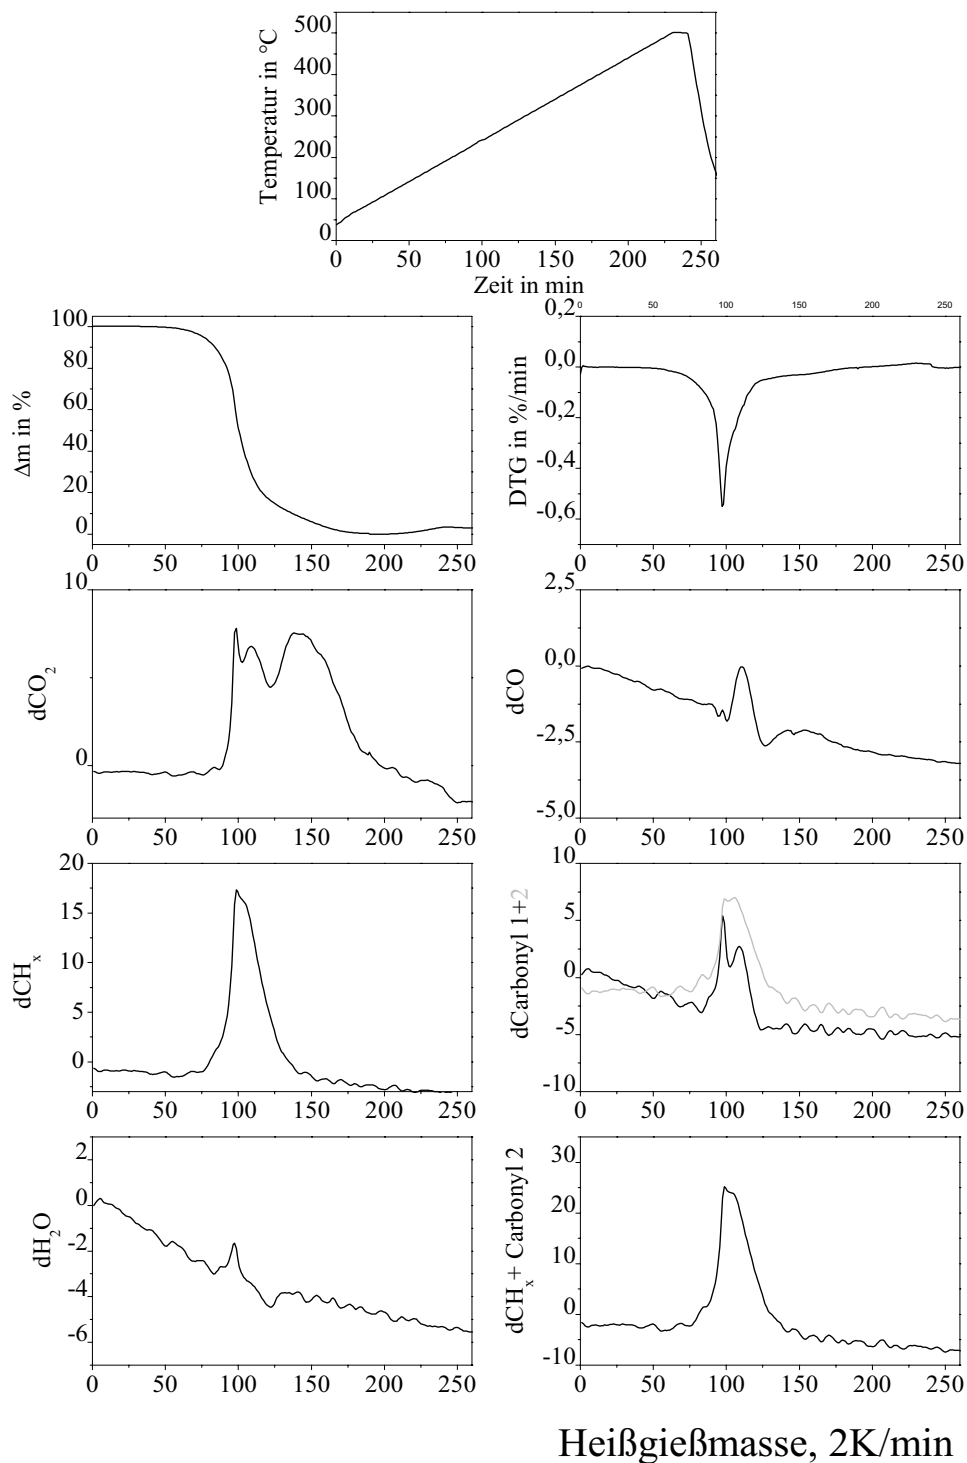 Temperatur in °C
500
400
300
200
100
0
0 50 100 150 200 250
Zeit in min
Δm in %
100
80
60
40
20
0
0 50 100 150 200 250
0 50 100 150 200 250
DTG in %/min
0,2
0,0
-0,2
-0,4
-0,6
0 50 100 150 200 250
dCO₂
10
0
0 50 100 150 200 250
dCO
2,5
0,0
-2,5
-5,0
0 50 100 150 200 250
dCHₓ
20
15
10
5
0
0 50 100 150 200 250
dCarbonyl 1+2
10
5
0
-5
-10
0 50 100 150 200 250
dH₂O
2
0
-2
-4
-6
0 50 100 150 200 250
dCHₓ+ Carbonyl 2
30
20
10
0
-10
0 50 100 150 200 250
Heißgießmasse, 2K/min